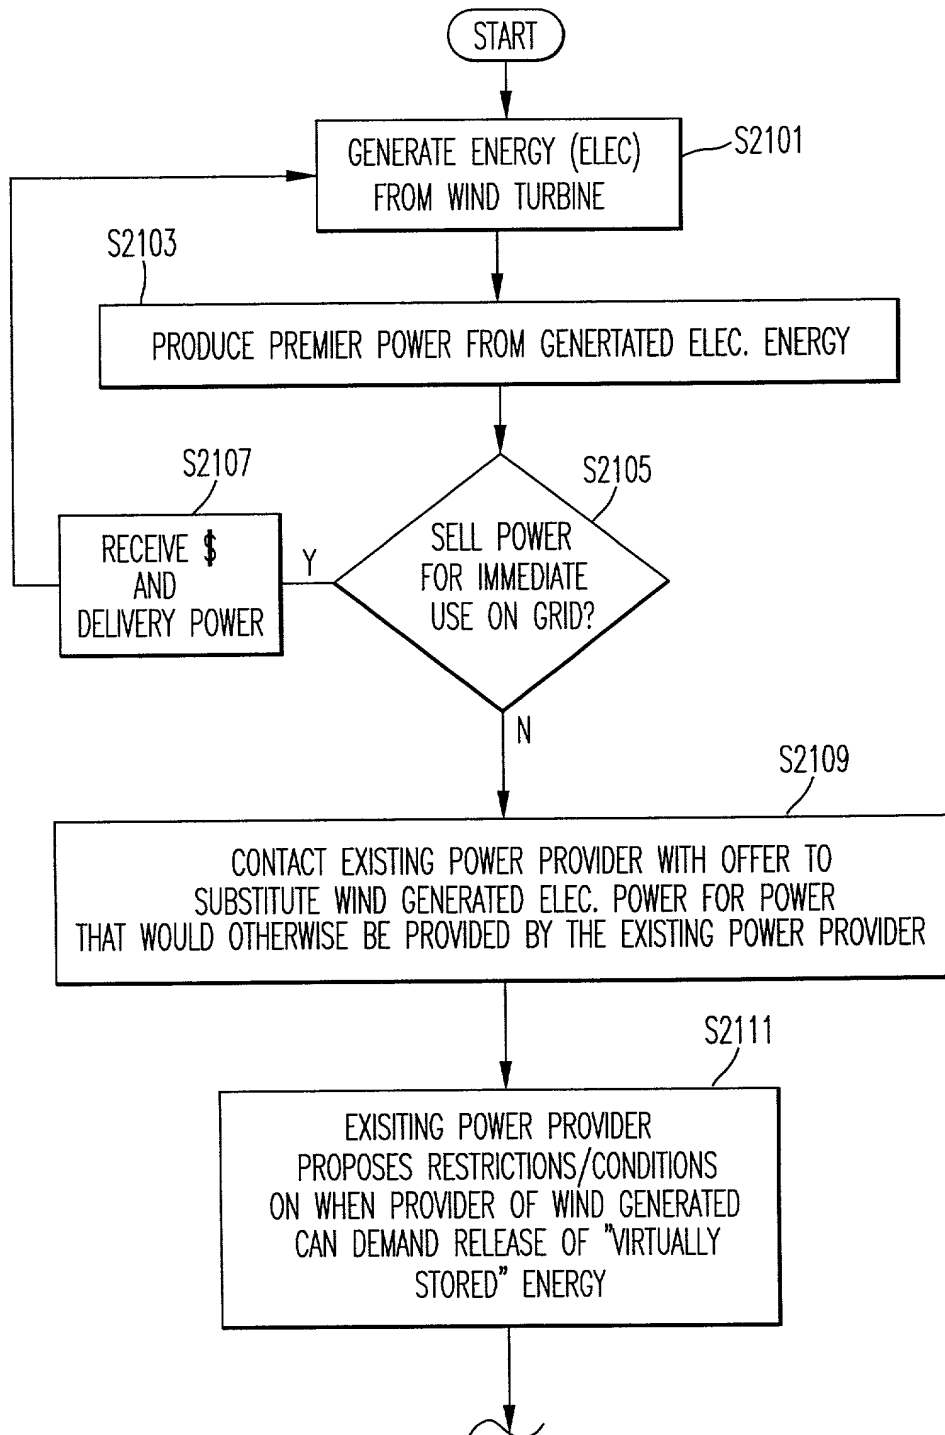 START
GENERATE ENERGY (ELEC)
FROM WIND TURBINE
S2101
S2103
PRODUCE PREMIER POWER FROM GENERTATED ELEC. ENERGY
S2107
RECEIVE $
AND
DELIVERY POWER
Y
S2105
SELL POWER
FOR IMMEDIATE
USE ON GRID?
N
S2109
CONTACT EXISTING POWER PROVIDER WITH OFFER TO
SUBSTITUTE WIND GENERATED ELEC. POWER FOR POWER
THAT WOULD OTHERWISE BE PROVIDED BY THE EXISTING POWER PROVIDER
S2111
EXISITING POWER PROVIDER
PROPOSES RESTRICTIONS/CONDITIONS
ON WHEN PROVIDER OF WIND GENERATED
CAN DEMAND RELEASE OF "VIRTUALLY
STORED" ENERGY